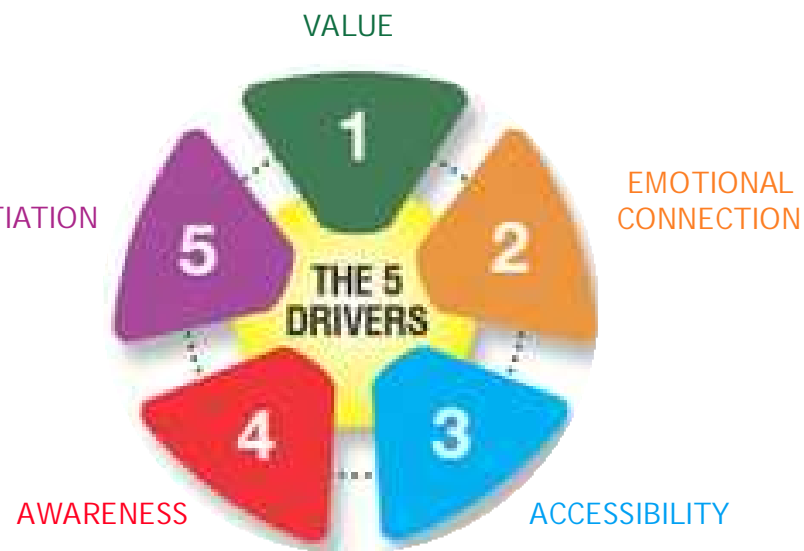 VALUE
1
EMOTIONAL
CONNECTION
2
TIATION
5
THE 5
DRIVERS
4
3
AWARENESS
ACCESSIBILITY